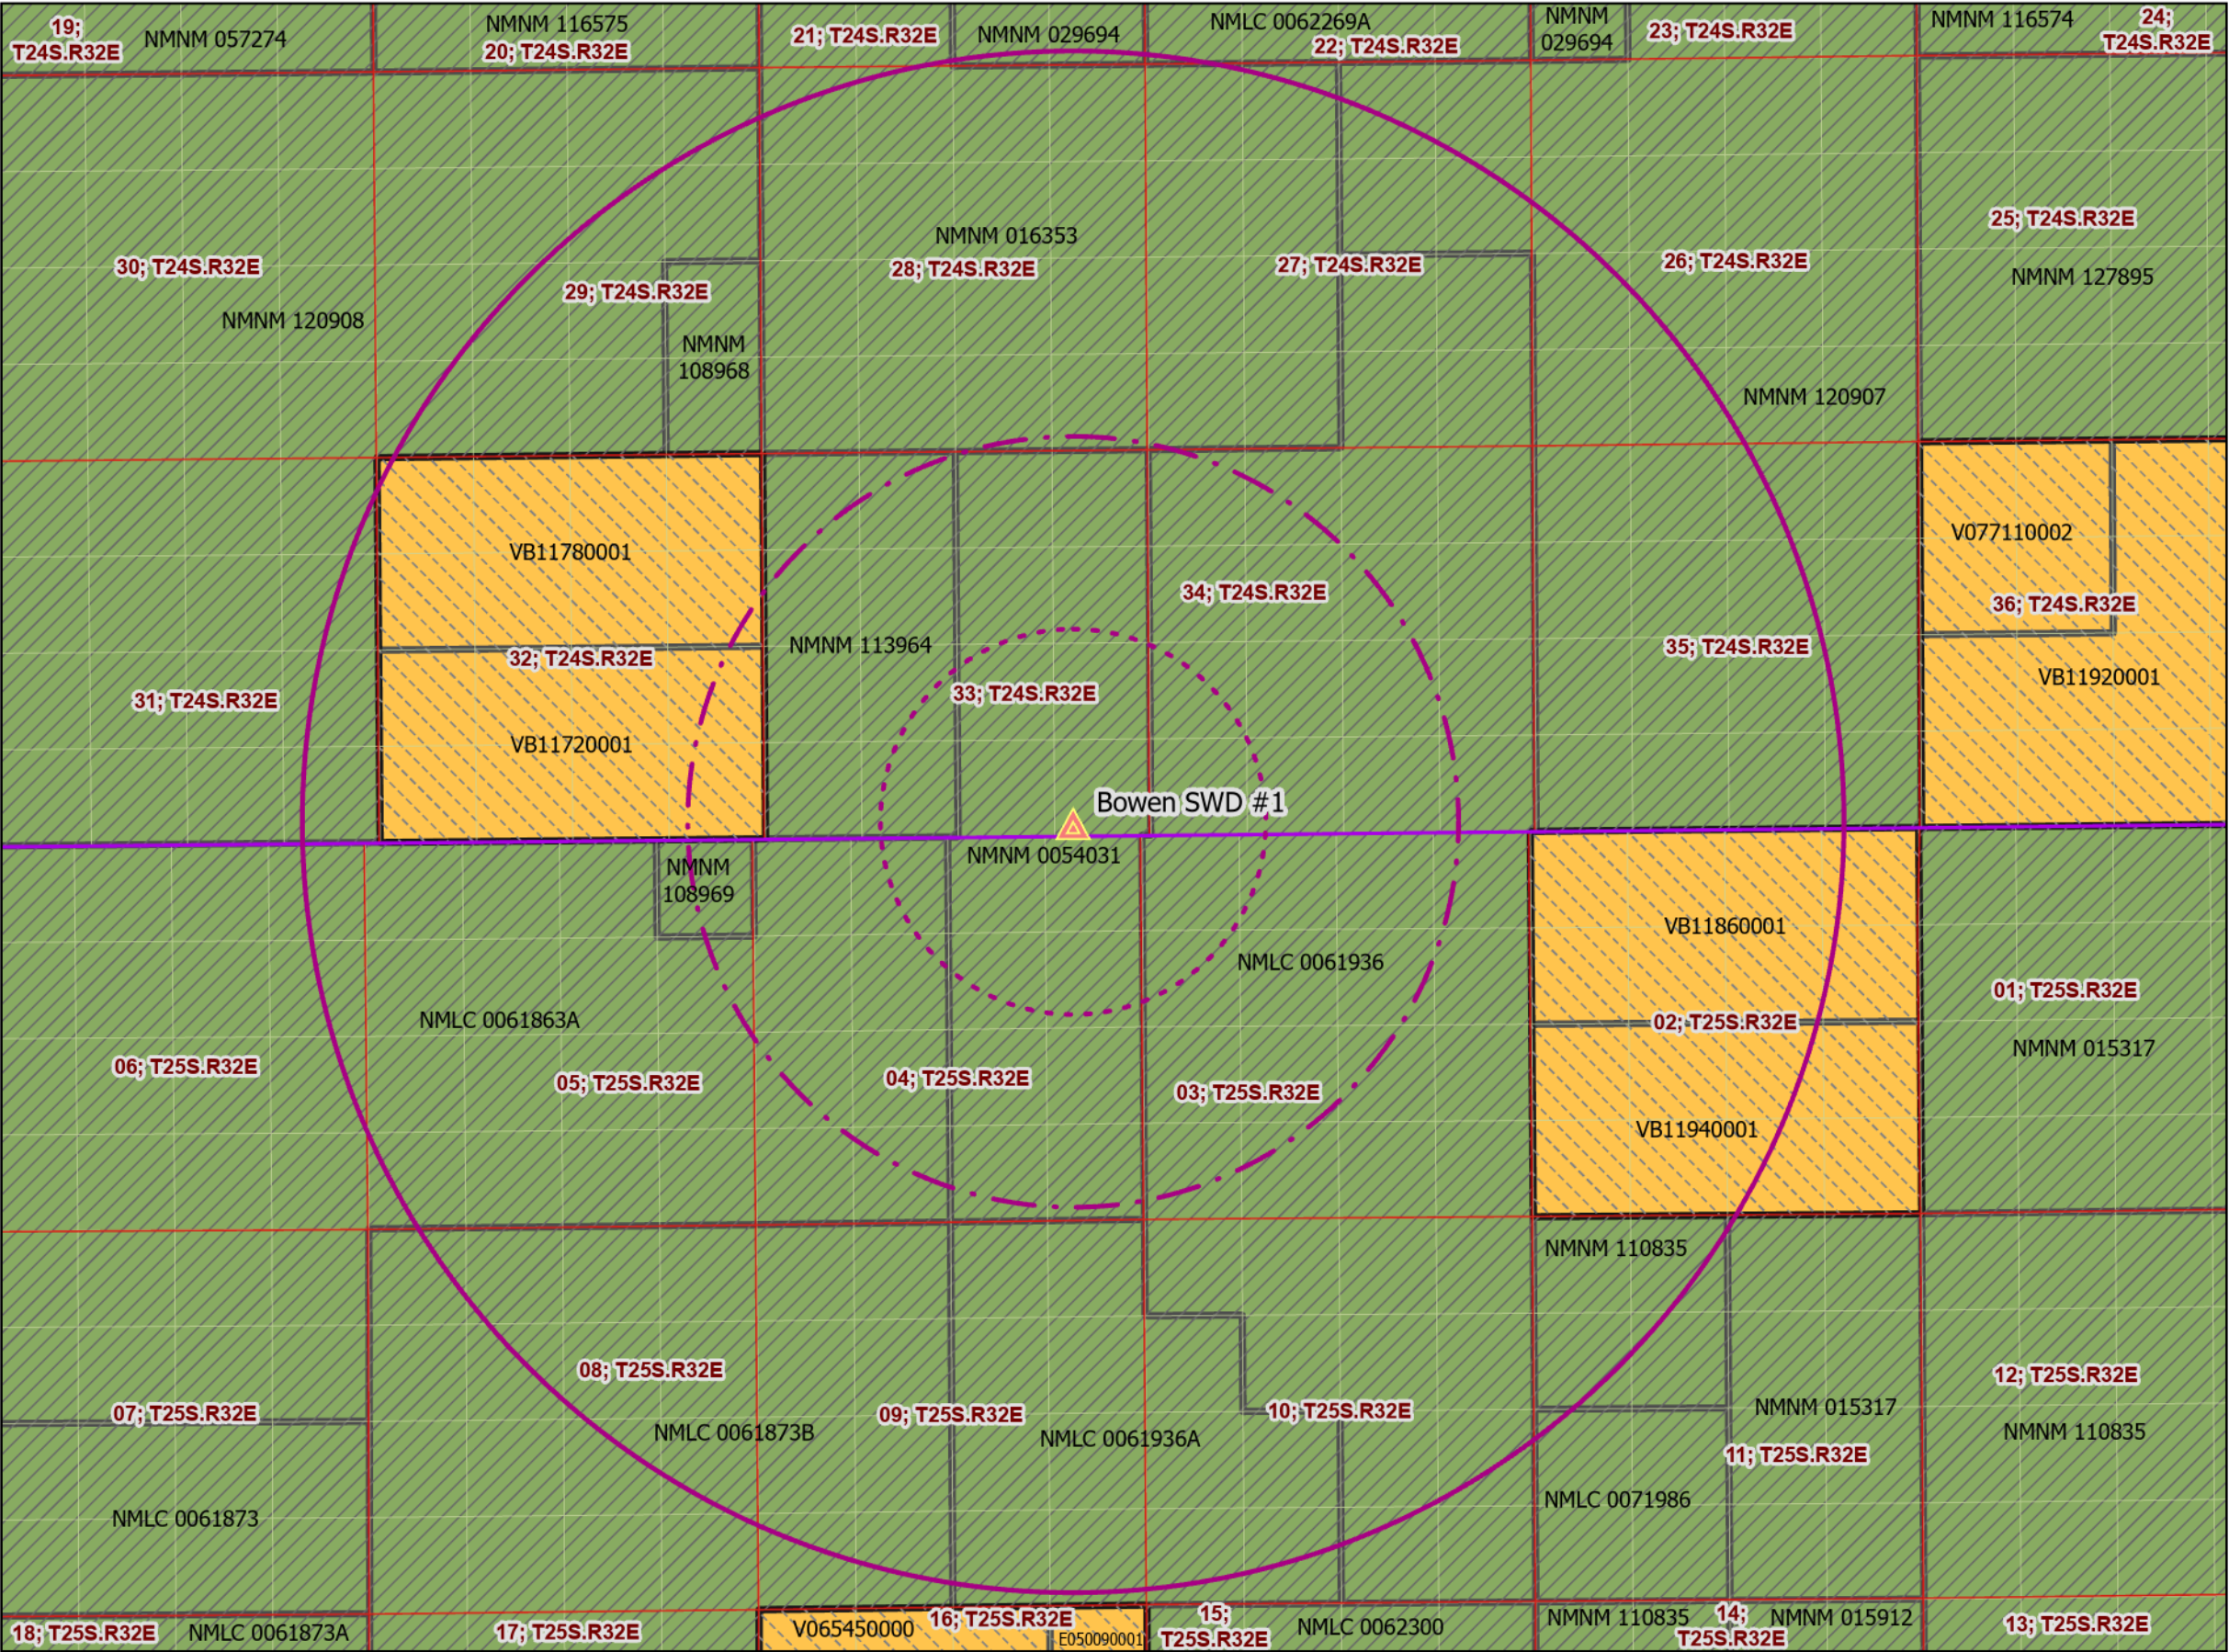 19;
T24S.R32E
NMNM 057274
NMNM 116575
20; T24S.R32E
21; T24S.R32E
NMNM 029694
NMLC 0062269A
22; T24S.R32E
NMNM
029694
23; T24S.R32E
NMNM 116574
24;
T24S.R32E
30; T24S.R32E
NMNM 120908
29; T24S.R32E
NMNM
108968
NMNM 016353
28; T24S.R32E
27; T24S.R32E
26; T24S.R32E
NMNM 120907
25; T24S.R32E
NMNM 127895
VB11780001
32; T24S.R32E
VB11720001
31; T24S.R32E
NMNM 113964
33; T24S.R32E
34; T24S.R32E
35; T24S.R32E
V077110002
36; T24S.R32E
VB11920001
Bowen SWD #1
NMNM 0054031
NMNM
108969
NMLC 0061863A
06; T25S.R32E
05; T25S.R32E
04; T25S.R32E
NMLC 0061936
03; T25S.R32E
VB11860001
02; T25S.R32E
VB11940001
01; T25S.R32E
NMNM 015317
NMNM 110835
07; T25S.R32E
NMLC 0061873
08; T25S.R32E
NMLC 0061873B
09; T25S.R32E
NMLC 0061936A
10; T25S.R32E
NMNM 015317
11; T25S.R32E
NMLC 0071986
12; T25S.R32E
NMNM 110835
18; T25S.R32E
NMLC 0061873A
17; T25S.R32E
V065450000
16; T25S.R32E
E050090001
15;
T25S.R32E
NMLC 0062300
NMNM 110835
14;
T25S.R32E
NMNM 015912
13; T25S.R32E